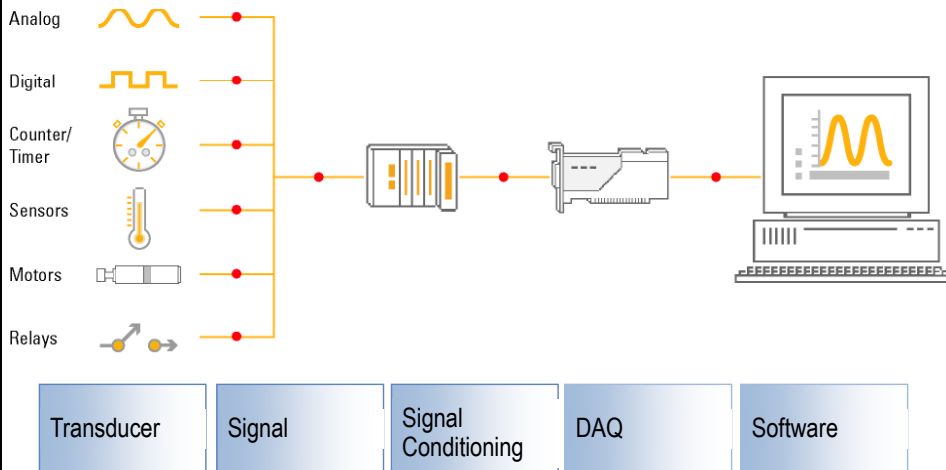 Analog
Digital
Counter/
Timer
Sensors
Motors
Relays
Transducer
Signal
Signal
Conditioning
DAQ
Software